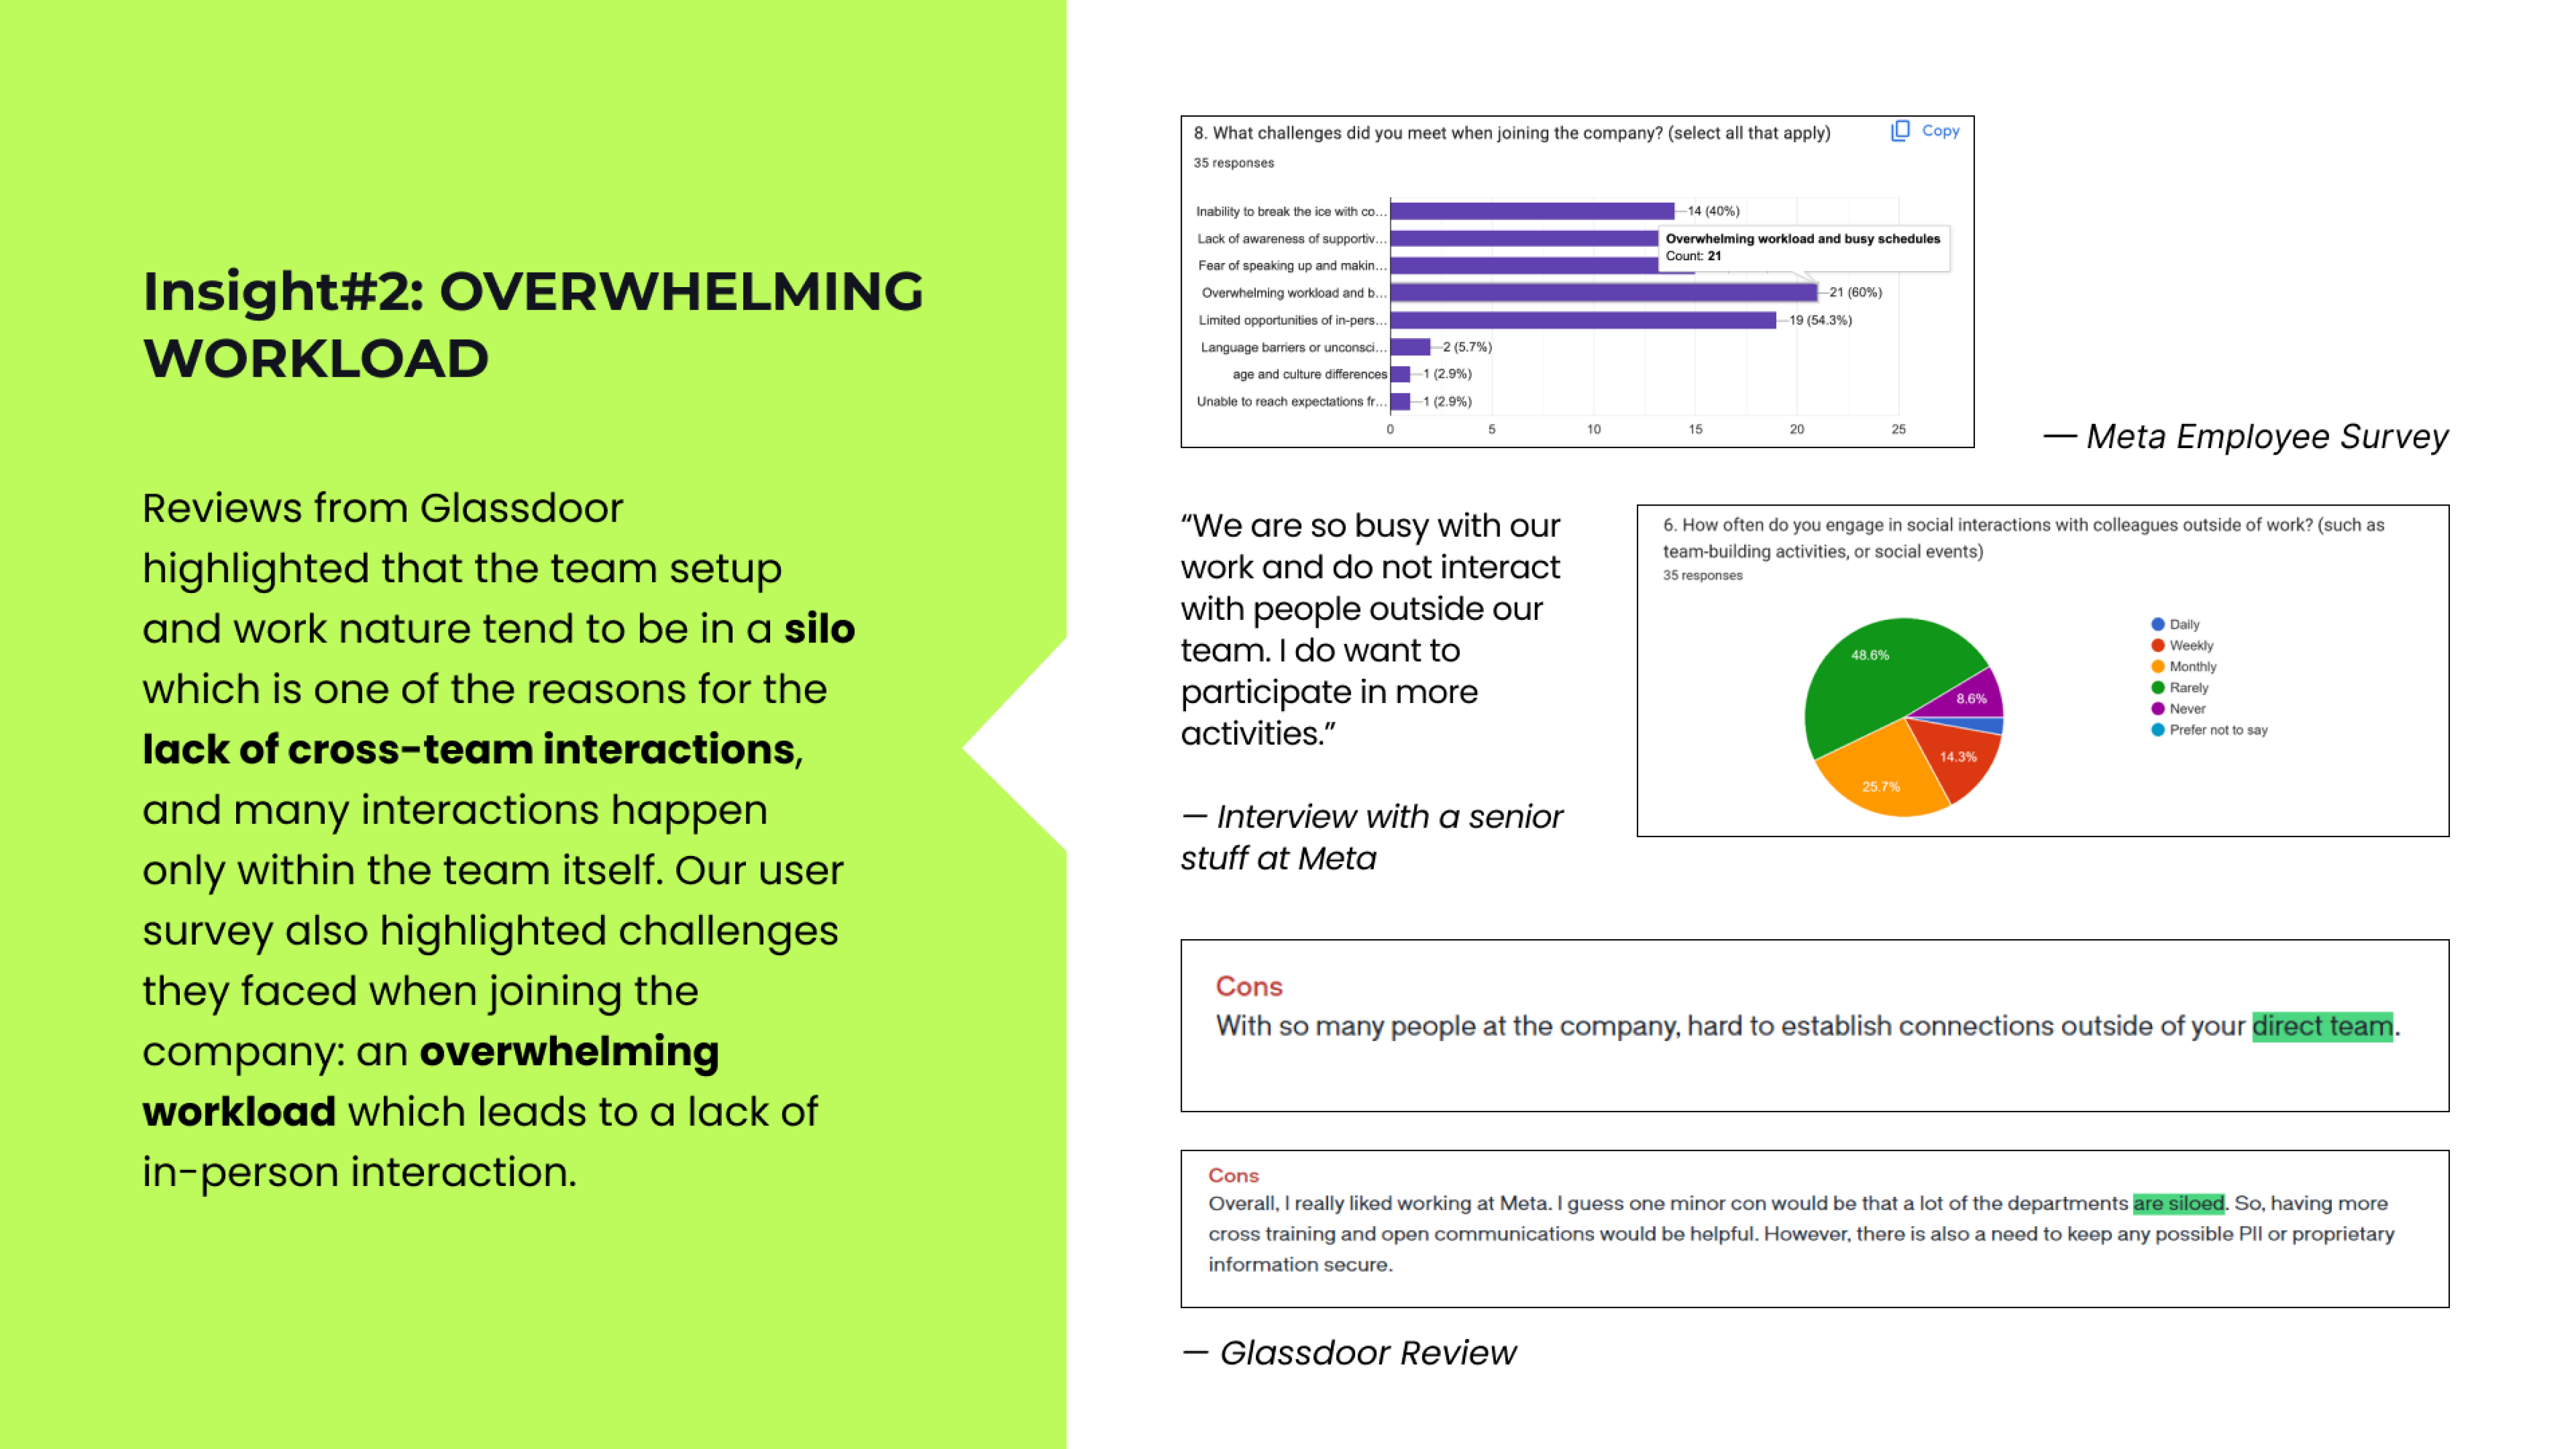 Insight#2: OVERWHELMING
WORKLOAD
Reviews from Glassdoor
highlighted that the team setup
and work nature tend to be in a silo
which is one of the reasons for the
lack of cross-team interactions,
and many interactions happen
only within the team itself. Our user
survey also highlighted challenges
they faced when joining the
company: an overwhelming
workload which leads to a lack of
in-person interaction.
8. What challenges did you meet when joining the company? (select all that apply)
Copy
35 responses
Inability to break the ice with co...
14 (40%)
Lack of awareness of supportiv...
Overwhelming workload and busy schedules
Count: 21
Fear of speaking up and makin...
Overwhelming workload and b...
21 (60%)
Limited opportunities of in-pers...
19 (54.3%)
Language barriers or unconsci...
2 (5.7%)
age and culture differences
1 (2.9%)
Unable to reach expectations fr...
1 (2.9%)
0 5 10 15 20 25
— Meta Employee Survey
“We are so busy with our
work and do not interact
with people outside our
team. I do want to
participate in more
activities.”
— Interview with a senior
stuff at Meta
6. How often do you engage in social interactions with colleagues outside of work? (such as
team-building activities, or social events)
35 responses
48.6%
8.6%
14.3%
25.7%
Daily
Weekly
Monthly
Rarely
Never
Prefer not to say
Cons
With so many people at the company, hard to establish connections outside of your direct team.
Cons
Overall, I really liked working at Meta. I guess one minor con would be that a lot of the departments are siloed. So, having more
cross training and open communications would be helpful. However, there is also a need to keep any possible PII or proprietary
information secure.
— Glassdoor Review